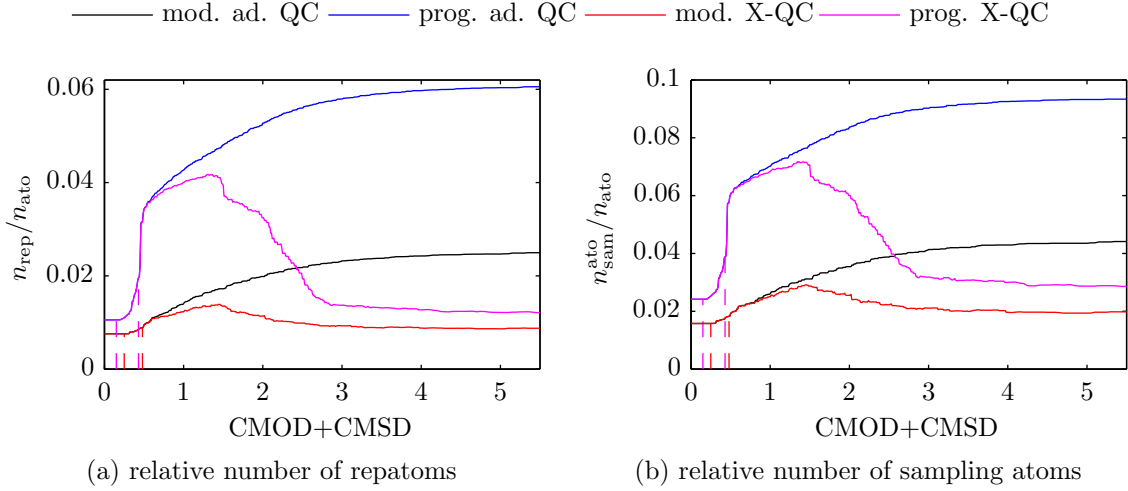 mod. ad. QC prog. ad. QC mod. X-QC prog. X-QC
0.06
0.04
0.02
0
n_rep/n_ato
0 1 2 3 4 5
CMOD+CMSD
(a) relative number of repatoms
0.1
0.08
0.06
0.04
0.02
0
n_sam^ato/n_ato
0 1 2 3 4 5
CMOD+CMSD
(b) relative number of sampling atoms